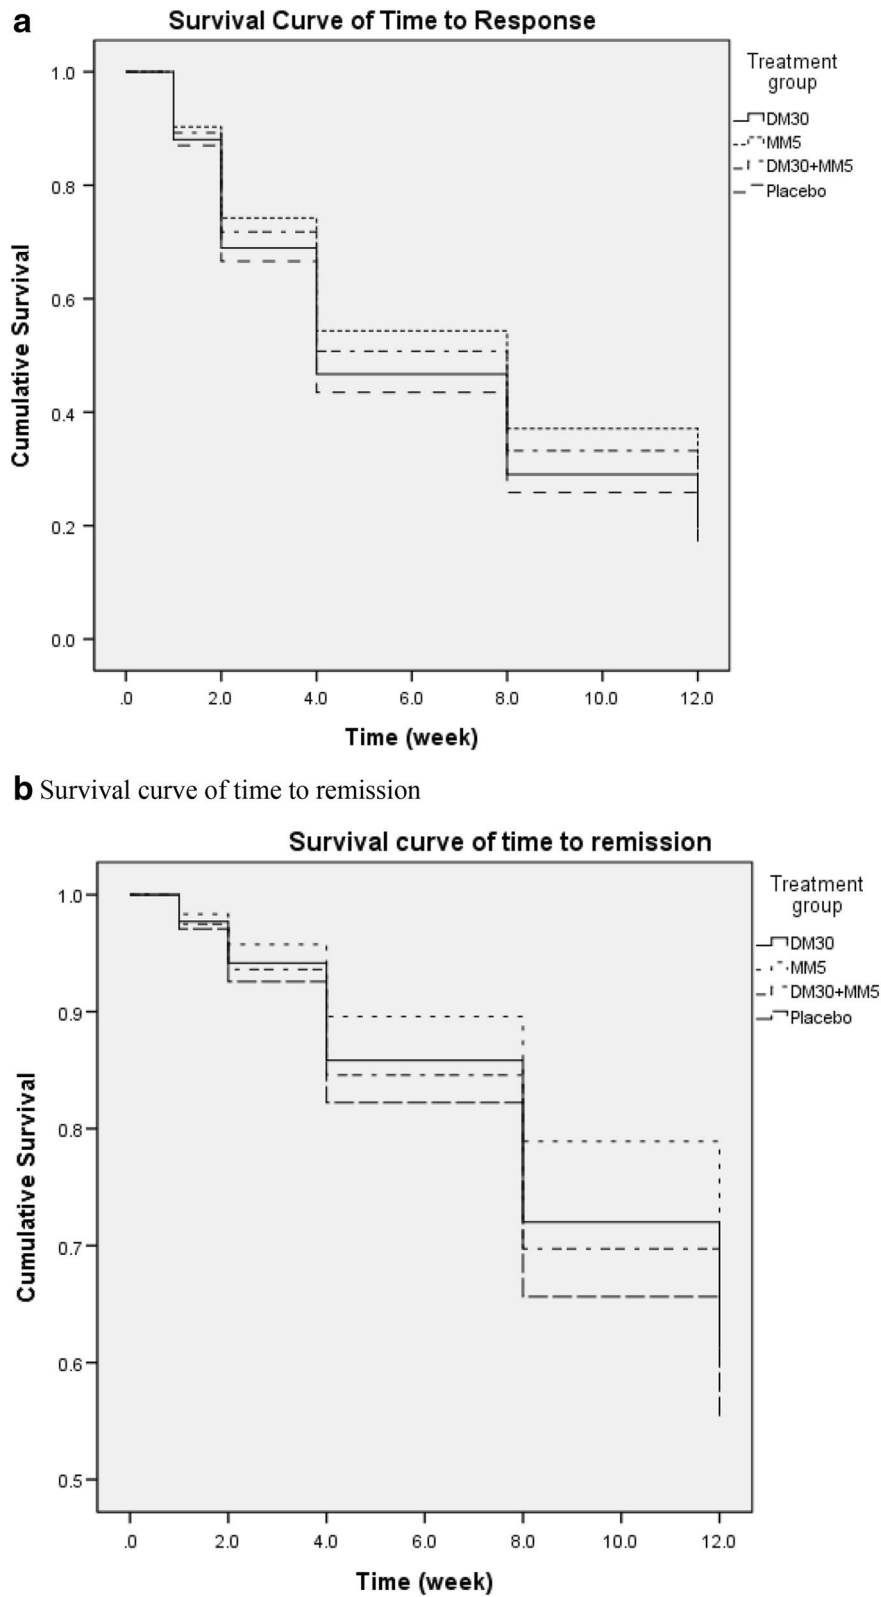 a
Survival Curve of Time to Response
Treatment
group
DM30
MM5
DM30+MM5
Placebo
Cumulative Survival
1.0
0.8
0.6
0.4
0.2
0.0
.0 2.0 4.0 6.0 8.0 10.0 12.0
Time (week)
b Survival curve of time to remission
Survival curve of time to remission
Treatment
group
DM30
MM5
DM30+MM5
Placebo
Cumulative Survival
1.0
0.9
0.8
0.7
0.6
0.5
.0 2.0 4.0 6.0 8.0 10.0 12.0
Time (week)